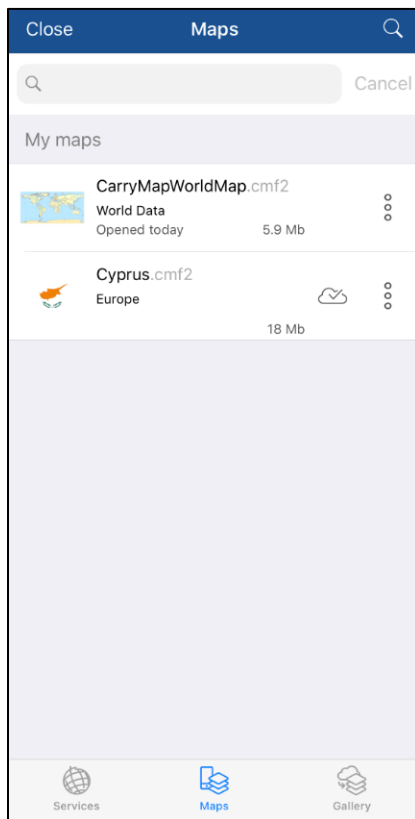 Close Maps
Cancel
My maps
CarryMapWorldMap.cmf2
World Data
Opened today 5.9 Mb
Cyprus.cmf2
Europe
18 Mb
Services Maps Gallery